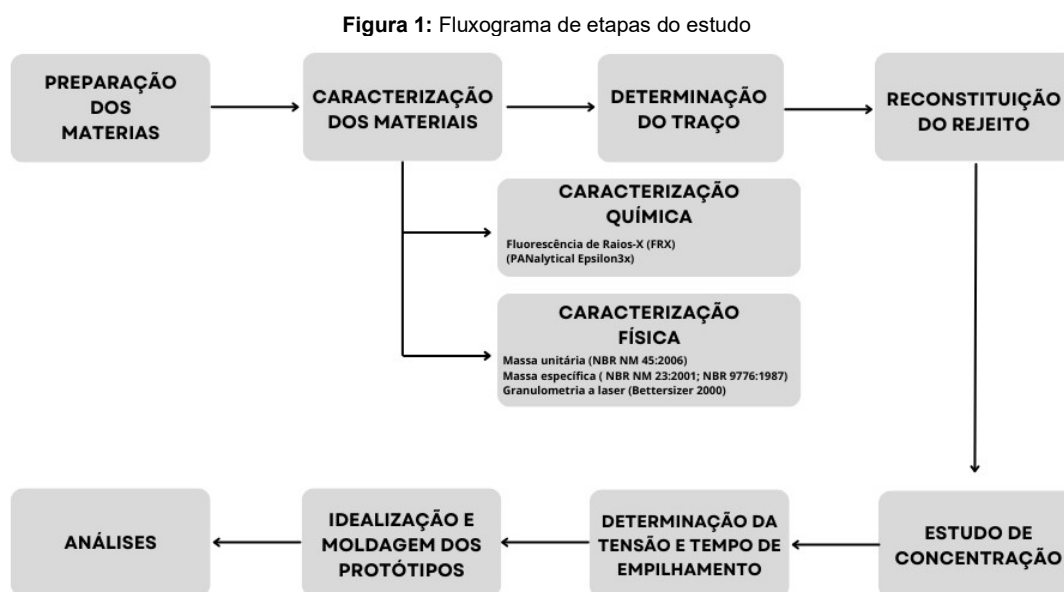 Figura 1: Fluxograma de etapas do estudo
PREPARAÇÃO
DOS
MATERIAS
CARACTERIZAÇÃO
DOS MATERIAIS
DETERMINAÇÃO
DO TRAÇO
RECONSTITUIÇÃO
DO REJEITO
CARACTERIZAÇÃO
QUÍMICA
Fluorescência de Raios-X (FRX)
(PANalytical Epsilon3x)
CARACTERIZAÇÃO
FÍSICA
Massa unitária (NBR NM 45:2006)
Massa específica ( NBR NM 23:2001; NBR 9776:1987)
Granulometria a laser (Bettersizer 2000)
ANÁLISES
IDEALIZAÇÃO E
MOLDAGEM DOS
PROTÓTIPOS
DETERMINAÇÃO DA
TENSÃO E TEMPO DE
EMPILHAMENTO
ESTUDO DE
CONCENTRAÇÃO